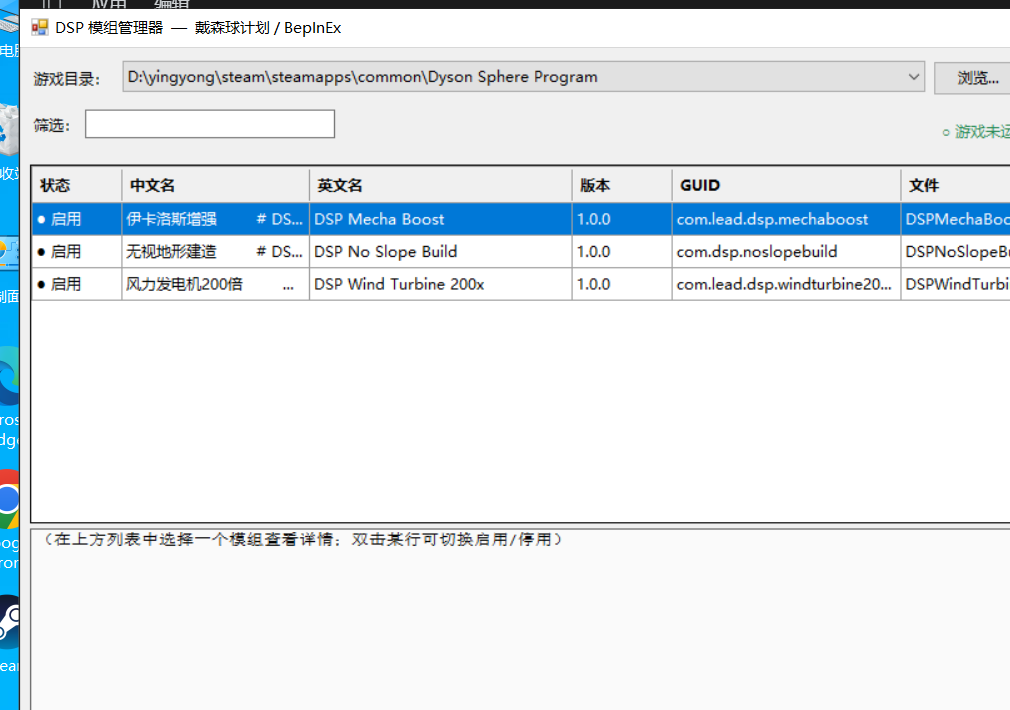 应用 编辑
DSP 模组管理器 — 戴森球计划 / BepInEx
游戏目录: D:\yingyong\steam\steamapps\common\Dyson Sphere Program 浏览...
筛选:
○ 游戏未运
状态 中文名 英文名 版本 GUID 文件
● 启用 伊卡洛斯增强 # DS... DSP Mecha Boost 1.0.0 com.lead.dsp.mechaboost DSPMechaBoo
● 启用 无视地形建造 # DS... DSP No Slope Build 1.0.0 com.dsp.noslopebuild DSPNoSlopeBu
● 启用 风力发电机200倍 ... DSP Wind Turbine 200x 1.0.0 com.lead.dsp.windturbine20... DSPWindTurbi
（在上方列表中选择一个模组查看详情；双击某行可切换启用/停用）